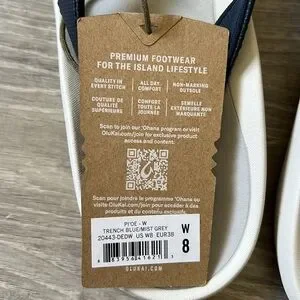 PREMIUM FOOTWEAR
FOR THE ISLAND LIFESTYLE
QUALITY IN
EVERY STITCH
ALL DAY
COMFORT
NON-MARKING
OUTSOLE
COUTURE DE
QUALITÉ
SUPÉRIEURE
CONFORT
TOUTE LA
JOURNÉE
SEMELLE
EXTÉRIEURE NON
MARQUANTE
Scan to join our 'Ohana program or visit
OluKai.com/join for exclusive product
access and content.
Scan pour joindre le programme 'Ohana ou visite
OluKai.com/join pour accéder à des
produits et du contenu exclusifs.
PI'OE - W
TRENCH BLUE/MIST GREY
20443-DEDW US W8 EUR38
W
8
OLUKAI.COM